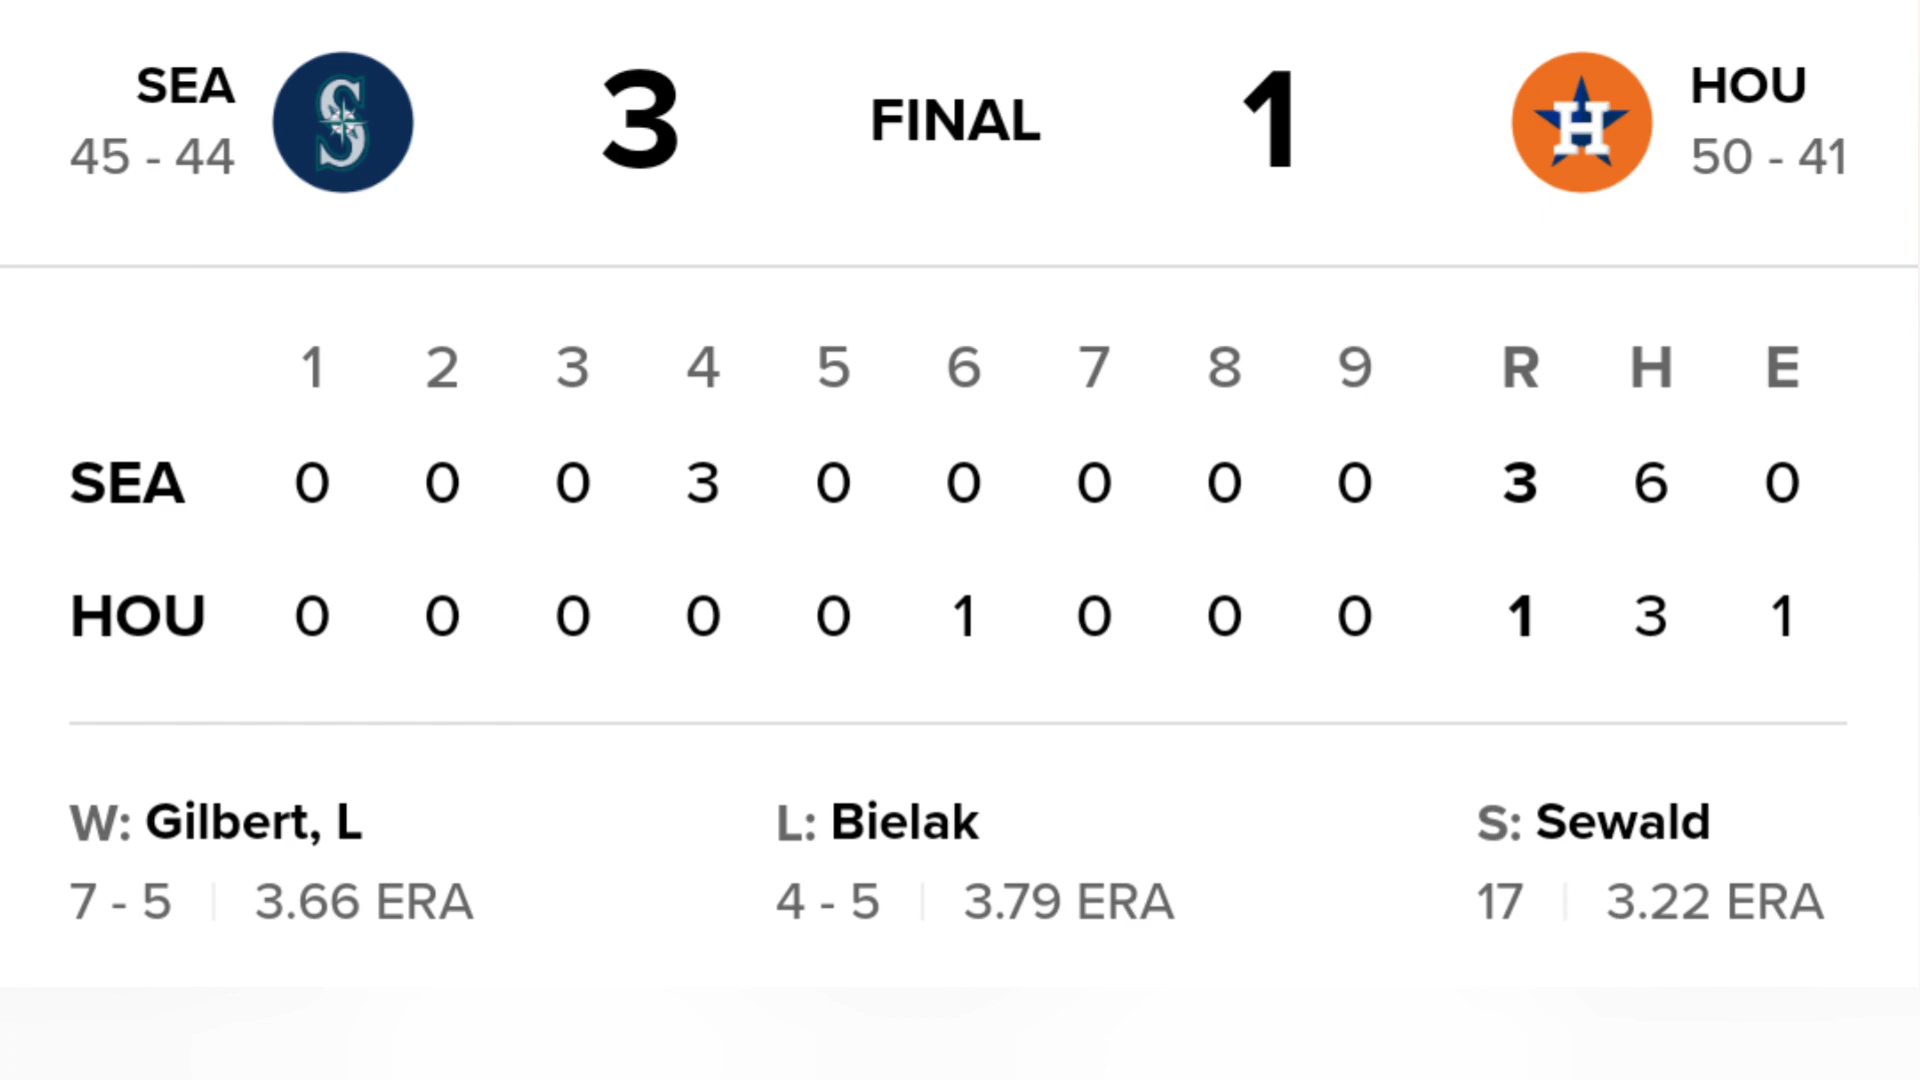 SEA 3 FINAL 1 HOU
45 - 44 50 - 41
1 2 3 4 5 6 7 8 9 R H E
SEA 0 0 0 3 0 0 0 0 0 3 6 0
HOU 0 0 0 0 0 1 0 0 0 1 3 1
W: Gilbert, L L: Bielak S: Sewald
7 - 5 3.66 ERA 4 - 5 3.79 ERA 17 3.22 ERA